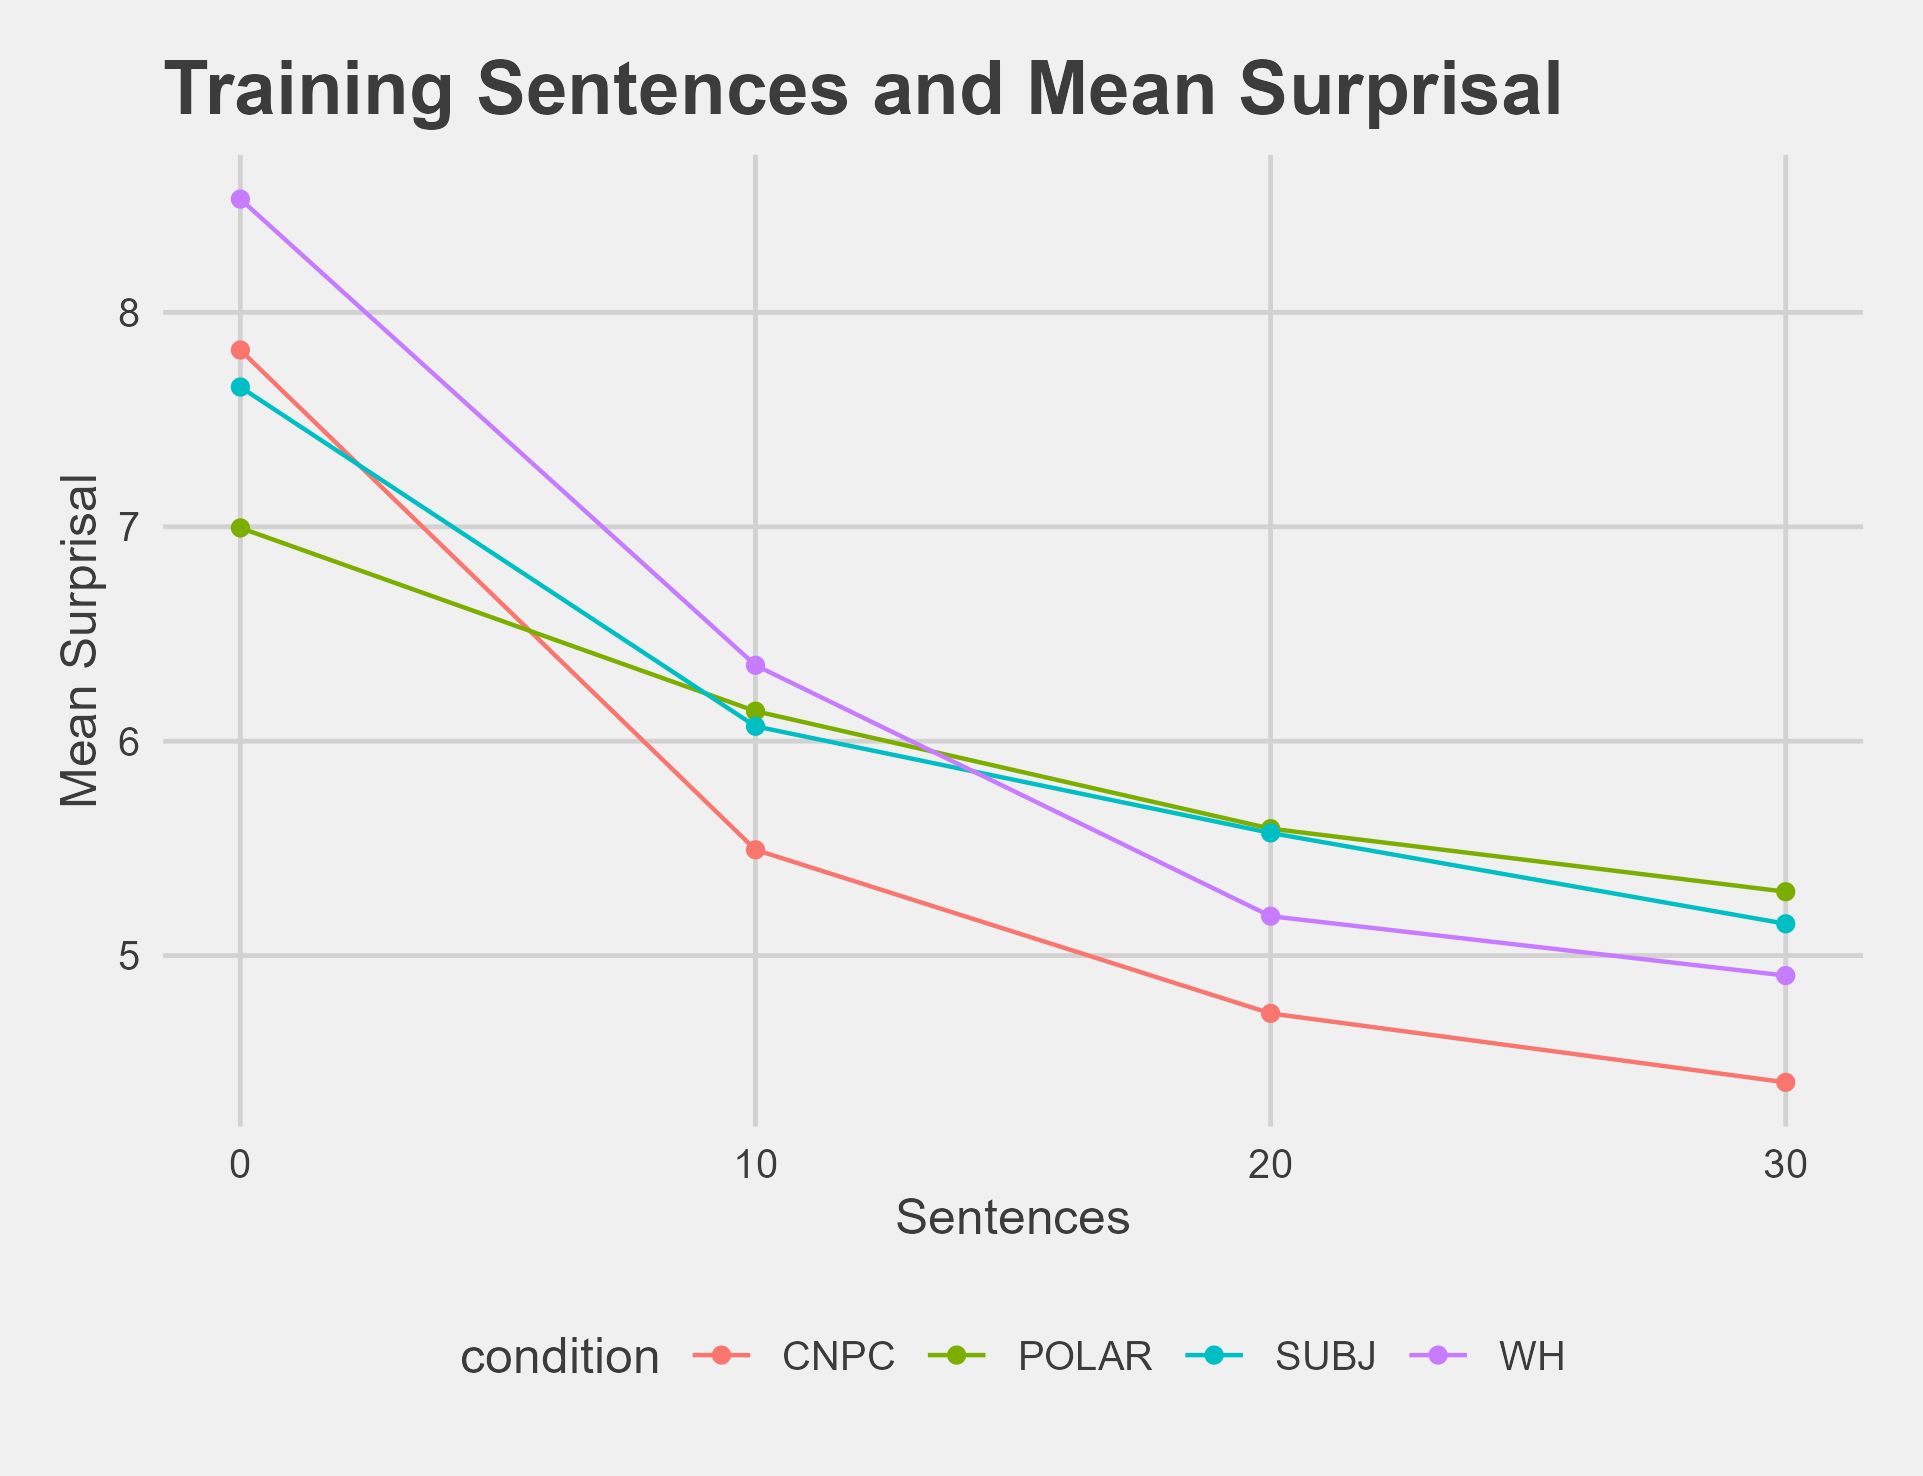 Training Sentences and Mean Surprisal
Mean Surprisal
8
7
6
5
0 10 20 30
Sentences
condition CNPC POLAR SUBJ WH